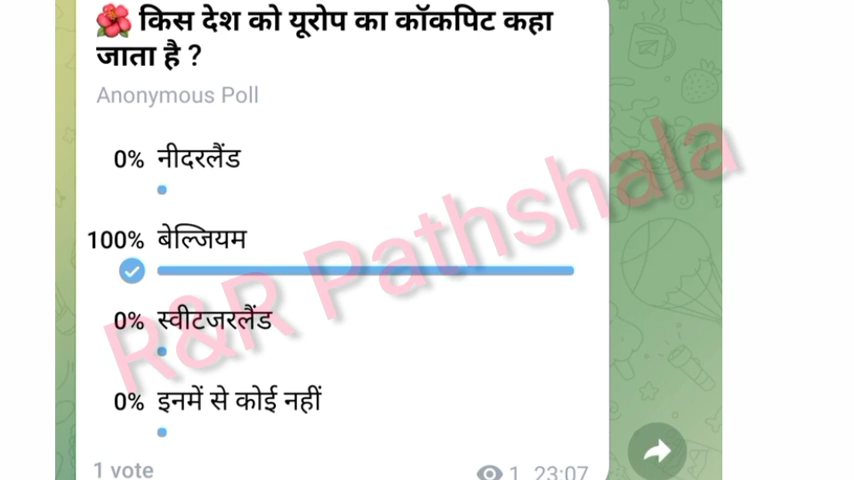 🌺 किस देश को यूरोप का कॉकपिट कहा
जाता है ?
Anonymous Poll
0% नीदरलैंड
100% बेल्जियम
0% स्वीटजरलैंड
0% इनमें से कोई नहीं
1 vote
1 23:07
R&R Pathshala